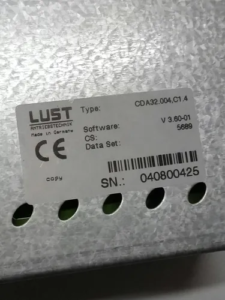 LUST
ANTRIEBSTECHNIK
Made in Germany
CE
Type: CDA32.004,C1.4
Software: V 3.60-01
CS: 5689
Data Set:
SN.: 040800425